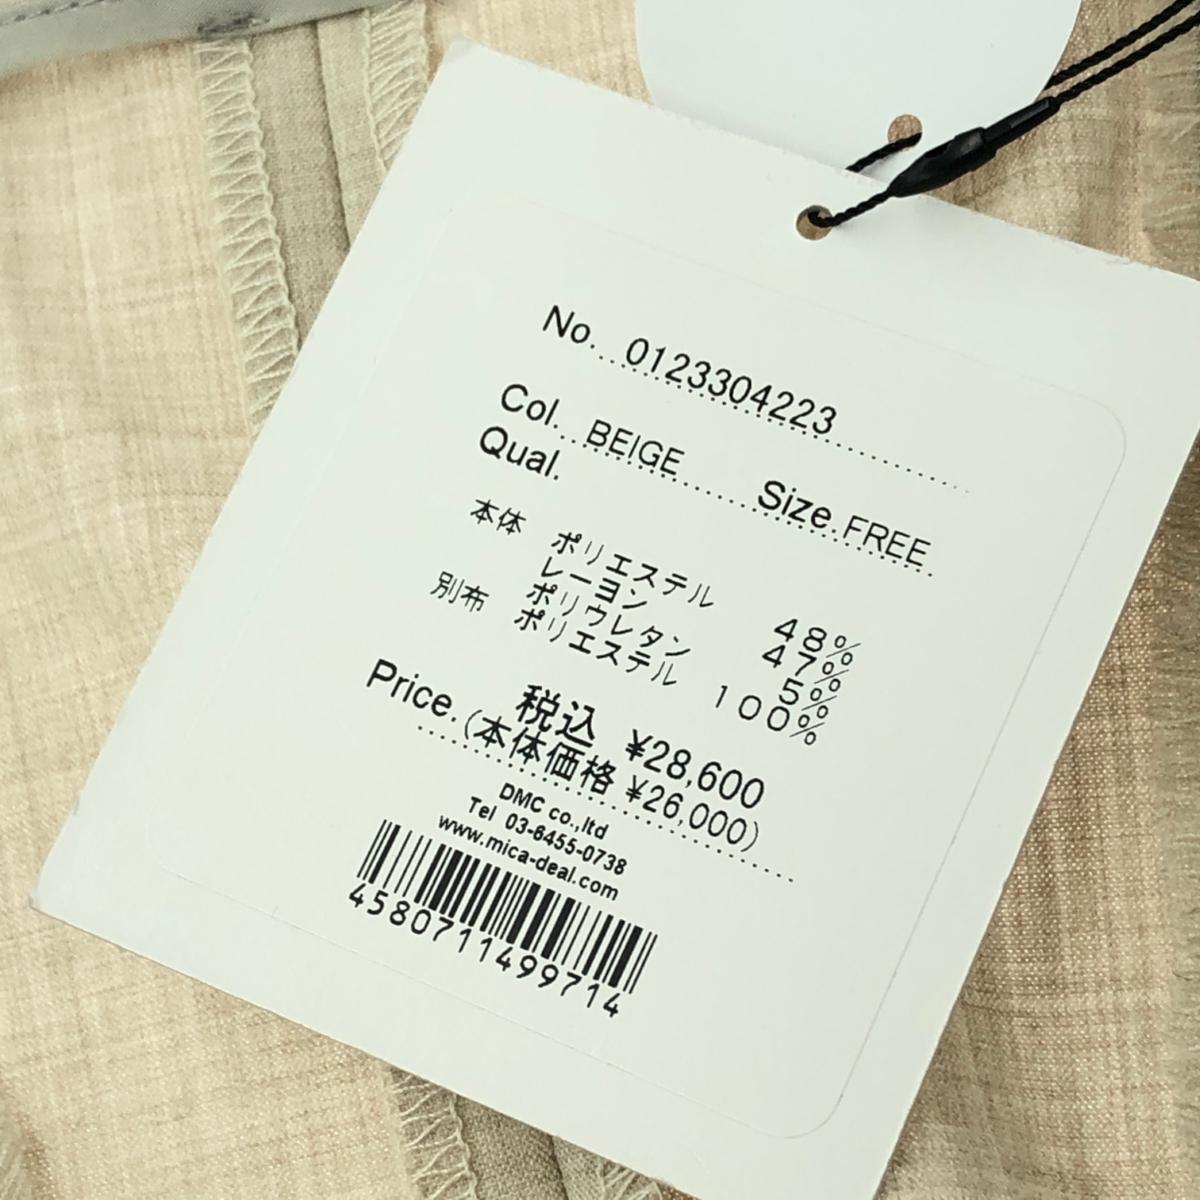 No. 0123304223
Col. BEIGE Size. FREE
Qual.
本体 ポリエステル 48%
レーヨン 47%
ポリウレタン 5%
別布 ポリエステル 100%
税込 ¥28,600
Price. (本体価格 ¥26,000)
DMC co.,ltd
Tel 03-6455-0738
www.mica-deal.com
4580711499714